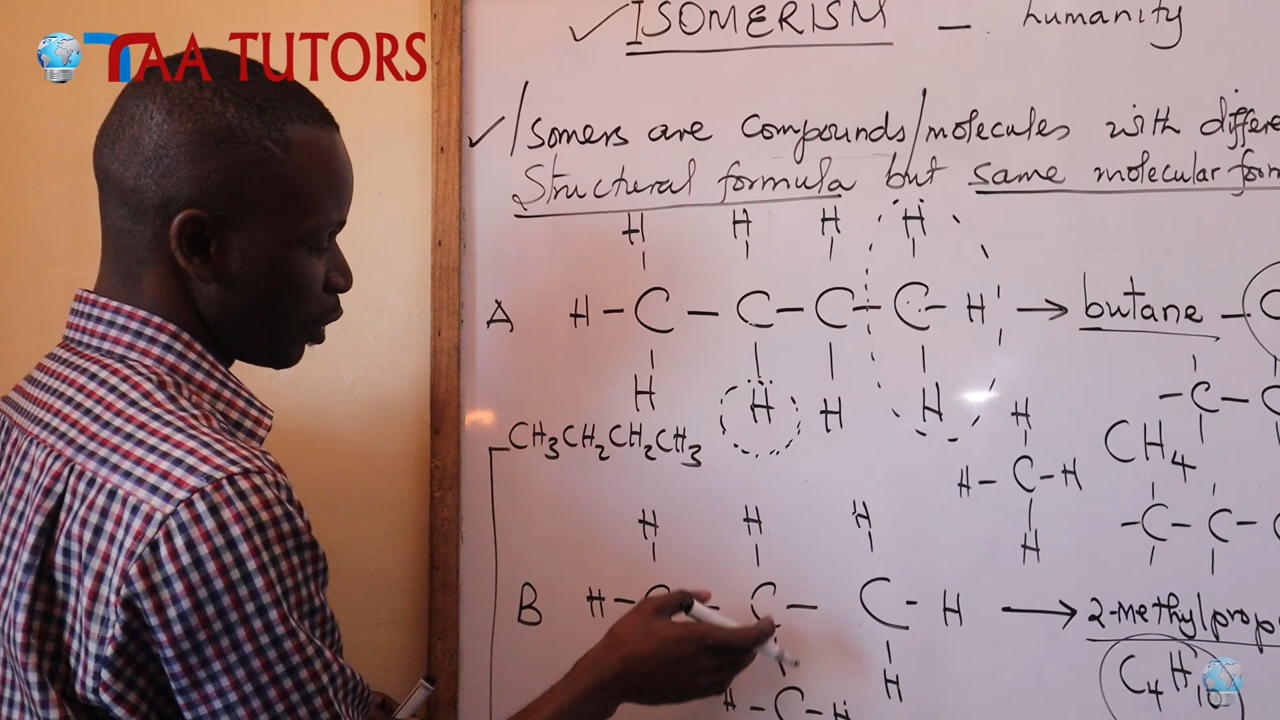 TAA TUTORS
ISOMERISM - humanity
Isomers are compounds/molecules with differe
Structural formula but same molecular form
H H H H
A H-C-C-C-C-H → butane - C
H H H H
-C-C
CH3CH2CH2CH3
CH4
H
H-C-H
H
-C-C-C
H H H
B H-C-C-C-H → 2-methylprop
H
H-C-H
C4H10